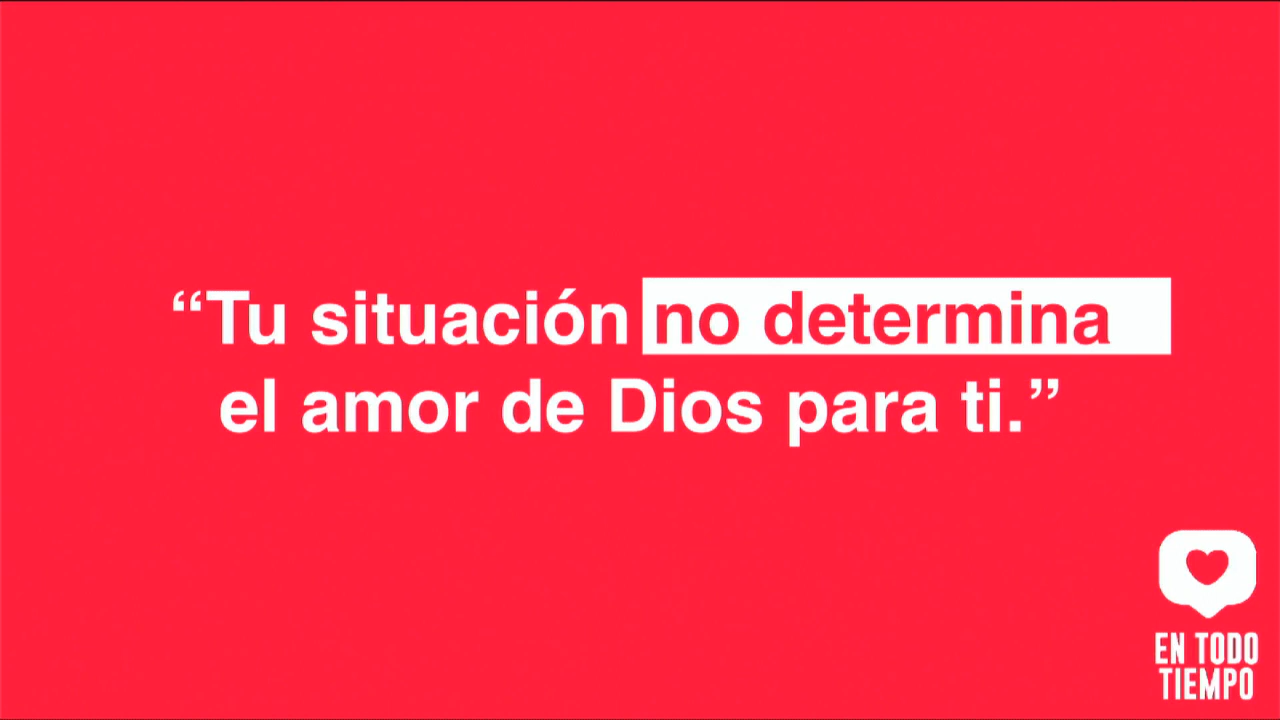 “Tu situación no determina
el amor de Dios para ti.”
EN TODO
TIEMPO